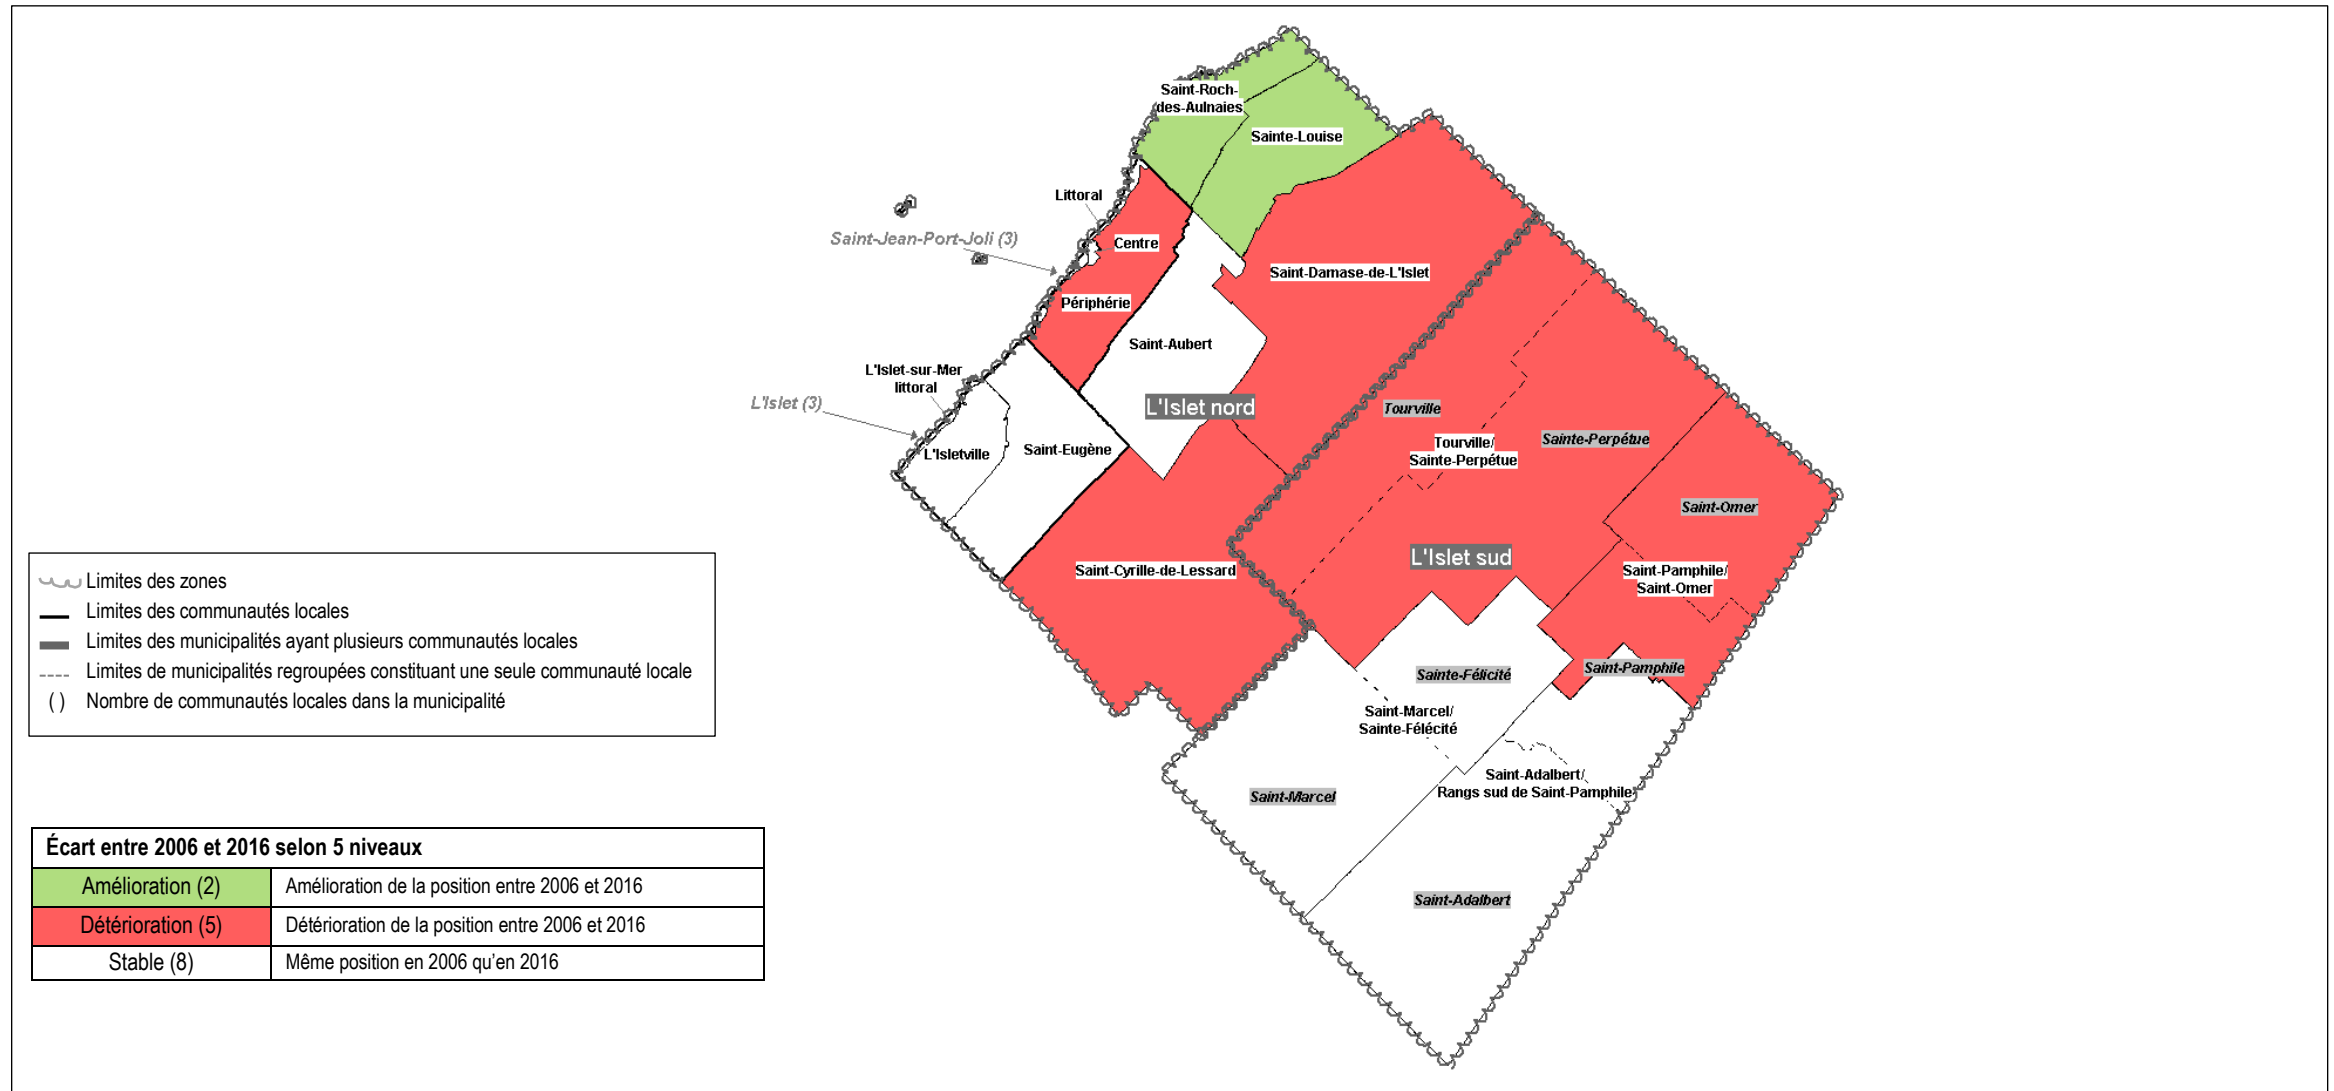 Saint-Roch-
des-Aulnaies
Sainte-Louise
Littoral
Saint-Jean-Port-Joli (3)
Centre
Saint-Damase-de-L'Islet
Périphérie
Saint-Aubert
L'Islet-sur-Mer
littoral
L'Islet (3)
L'Islet nord
Tourville
Sainte-Perpétue
Tourville/
Sainte-Perpétue
L'Isletville
Saint-Eugène
Saint-Omer
L'Islet sud
Saint-Cyrille-de-Lessard
Saint-Pamphile/
Saint-Omer
Sainte-Félicité
Saint-Pamphile
Saint-Marcel/
Sainte-Félécité
Saint-Adalbert/
Rangs sud de Saint-Pamphile
Saint-Marcel
Saint-Adalbert
Limites des zones
Limites des communautés locales
Limites des municipalités ayant plusieurs communautés locales
Limites de municipalités regroupées constituant une seule communauté locale
( ) Nombre de communautés locales dans la municipalité
Écart entre 2006 et 2016 selon 5 niveaux
Amélioration (2) Amélioration de la position entre 2006 et 2016
Détérioration (5) Détérioration de la position entre 2006 et 2016
Stable (8) Même position en 2006 qu'en 2016